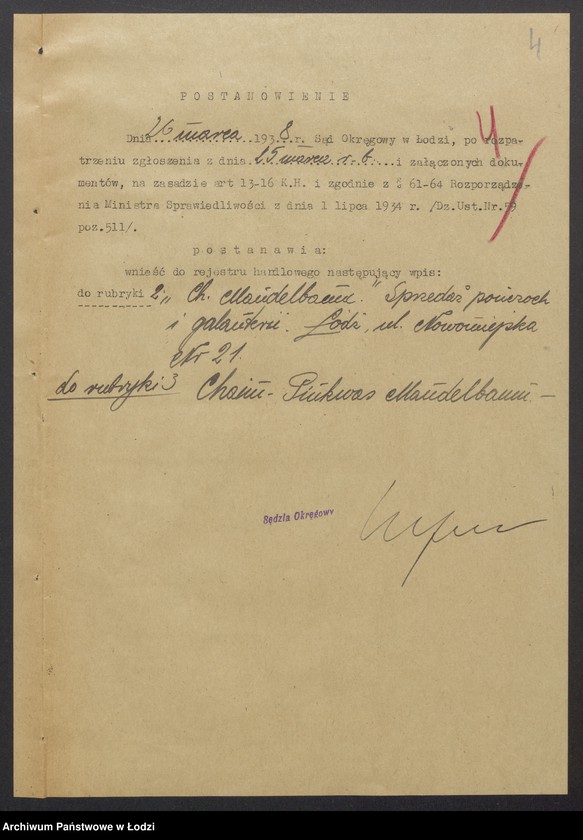 4
POSTANOWIENIE
4
Dnia 26 marca 1938 r. Sąd Okręgowy w Łodzi, po rozpa-
trzeniu zgłoszenia z dnia 25 marca r. b. i załączonych doku-
mentów, na zasadzie art 13-16 K.H. i zgodnie z § 61-64 Rozporządze-
nia Ministra Sprawiedliwości z dnia 1 lipca 1934 r. /Dz.Ust.Nr.59
poz.511/.
postanawia:
wnieść do rejestru handlowego następujący wpis:
do rubryki 2 „Ch. Mandelbaum." Sprzedaż pończoch
i galanterii. Łódź, ul. Nowomiejska
Nr 21.
do rubryki 3 Chaim-Pinkwas Mandelbaum.—
Sędzia Okręgowy
Archiwum Państwowe w Łodzi